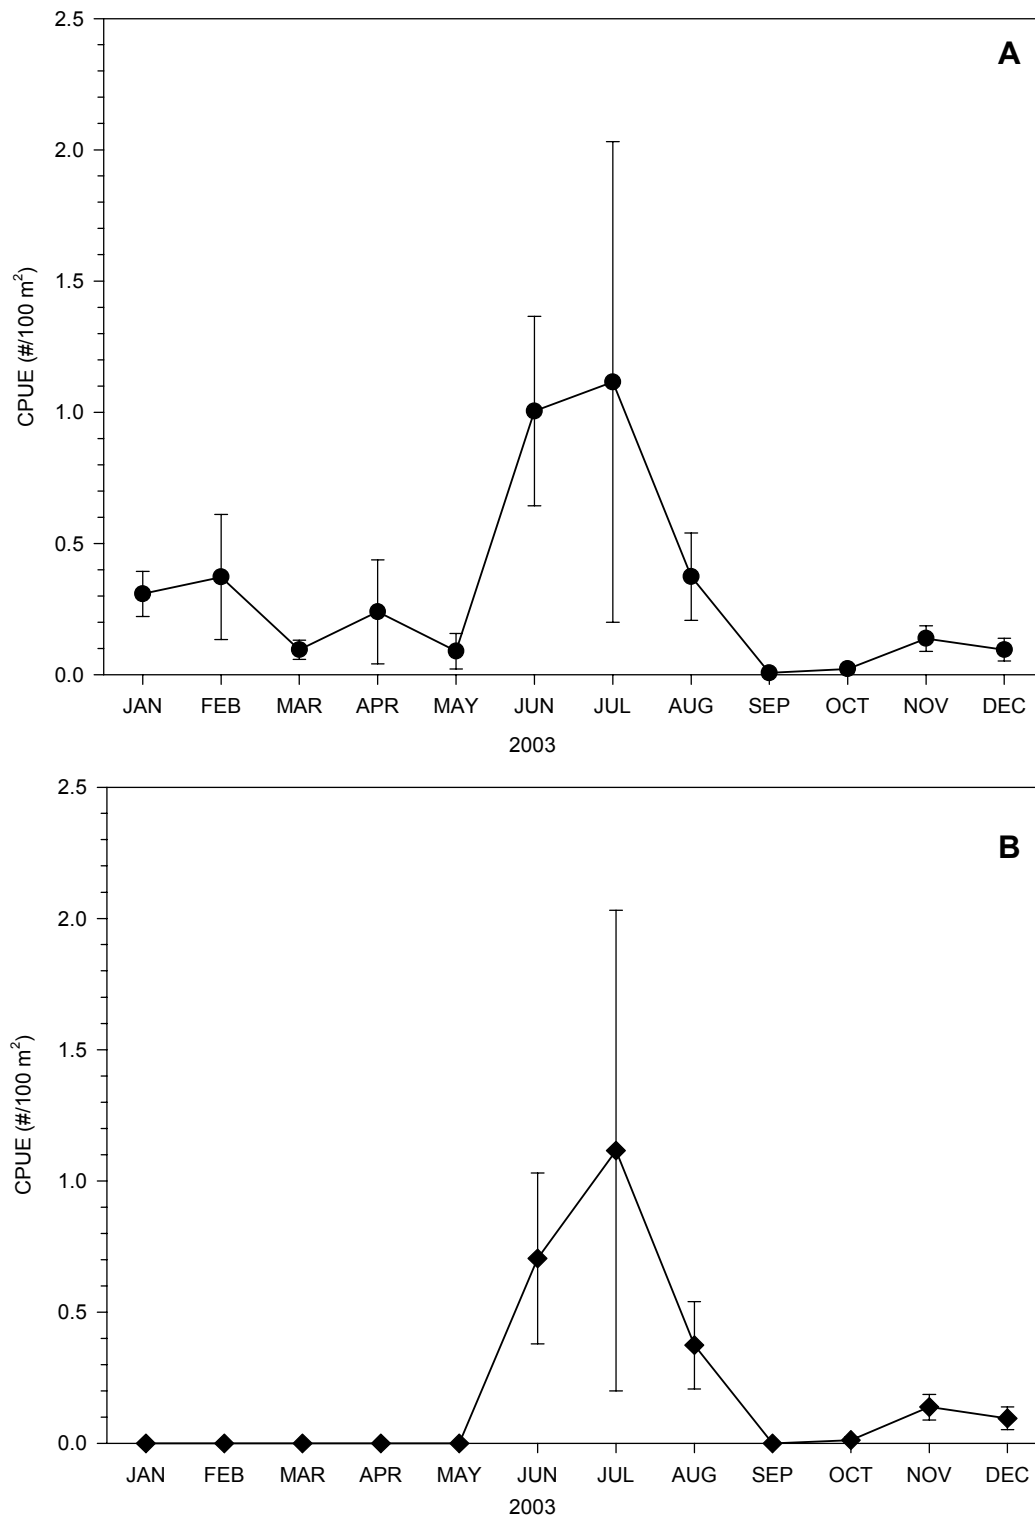 2.5
A
2.0
1.5
1.0
0.5
0.0
CPUE (#/100 m²)
JAN FEB MAR APR MAY JUN JUL AUG SEP OCT NOV DEC
2003
2.5
B
2.0
1.5
1.0
0.5
0.0
CPUE (#/100 m²)
JAN FEB MAR APR MAY JUN JUL AUG SEP OCT NOV DEC
2003